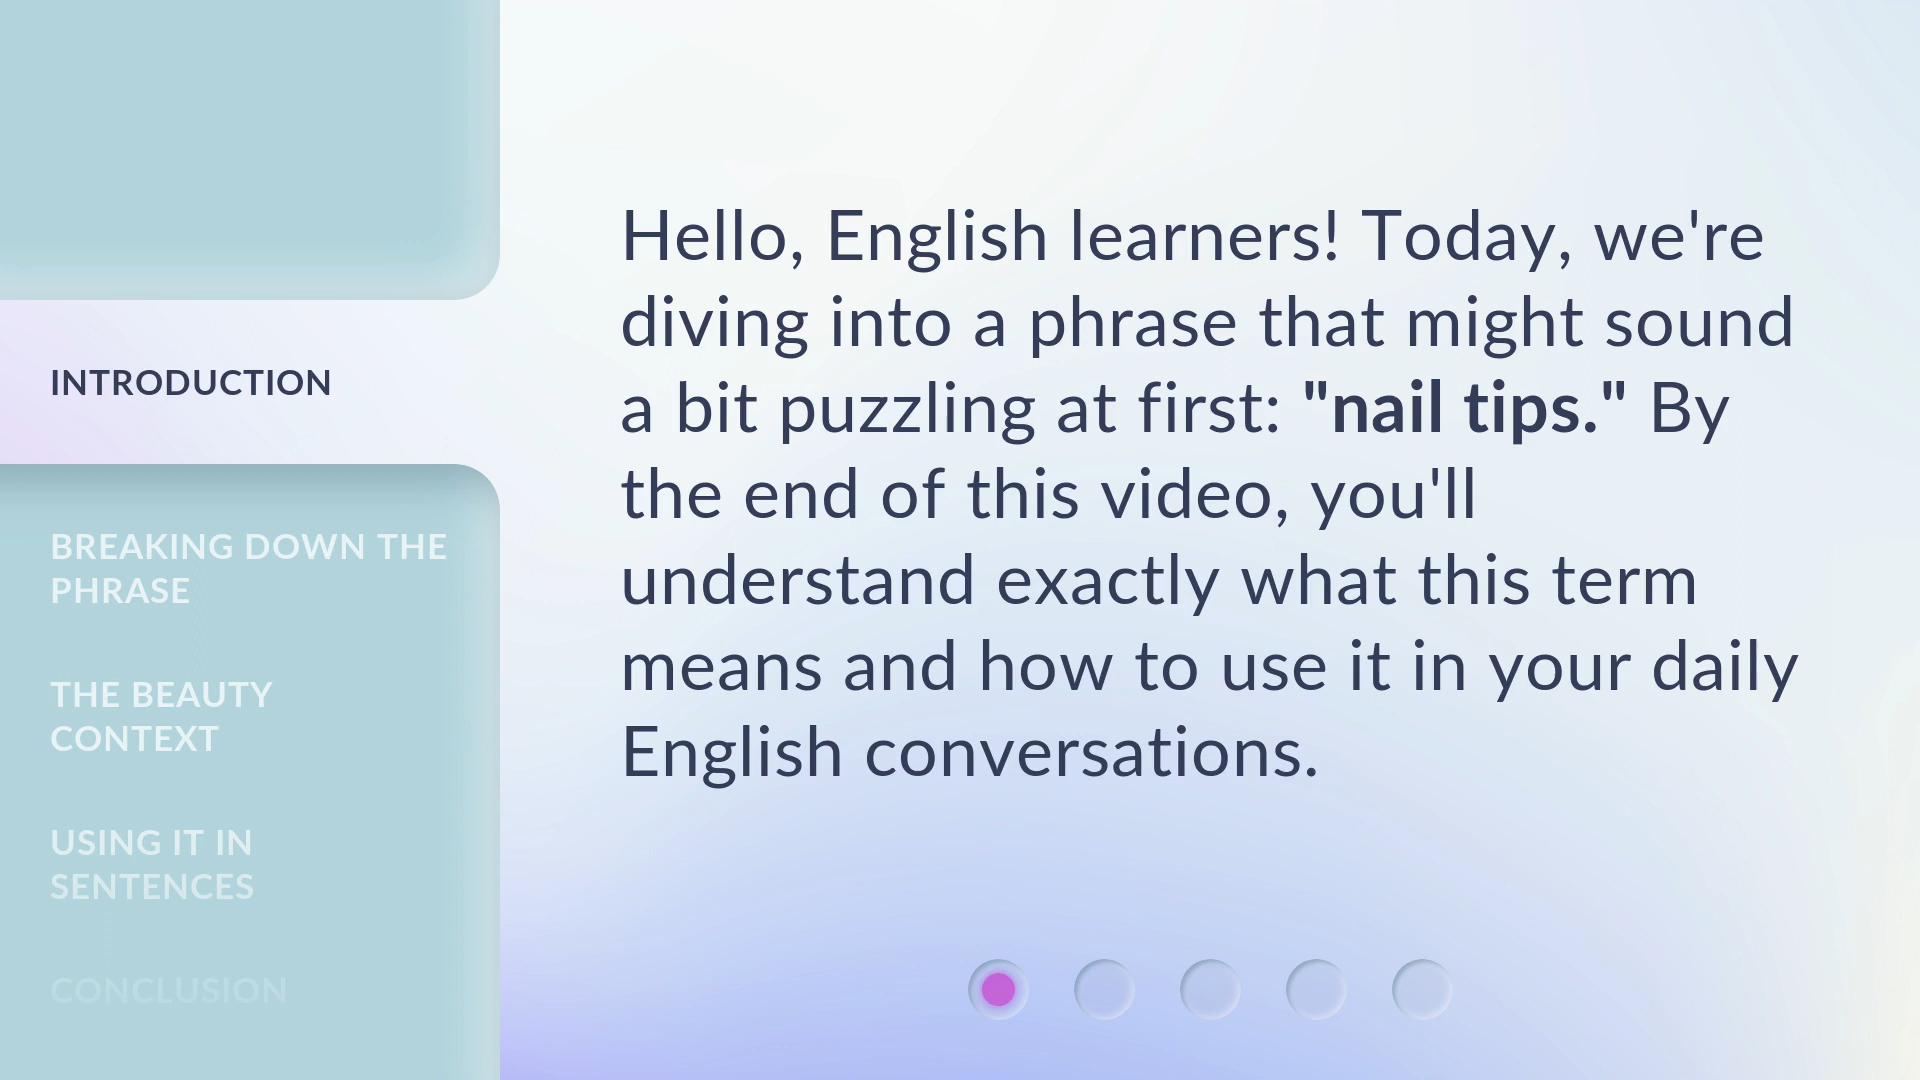 INTRODUCTION
BREAKING DOWN THE
PHRASE
THE BEAUTY
CONTEXT
USING IT IN
SENTENCES
CONCLUSION
Hello, English learners! Today, we're
diving into a phrase that might sound
a bit puzzling at first: "nail tips." By
the end of this video, you'll
understand exactly what this term
means and how to use it in your daily
English conversations.